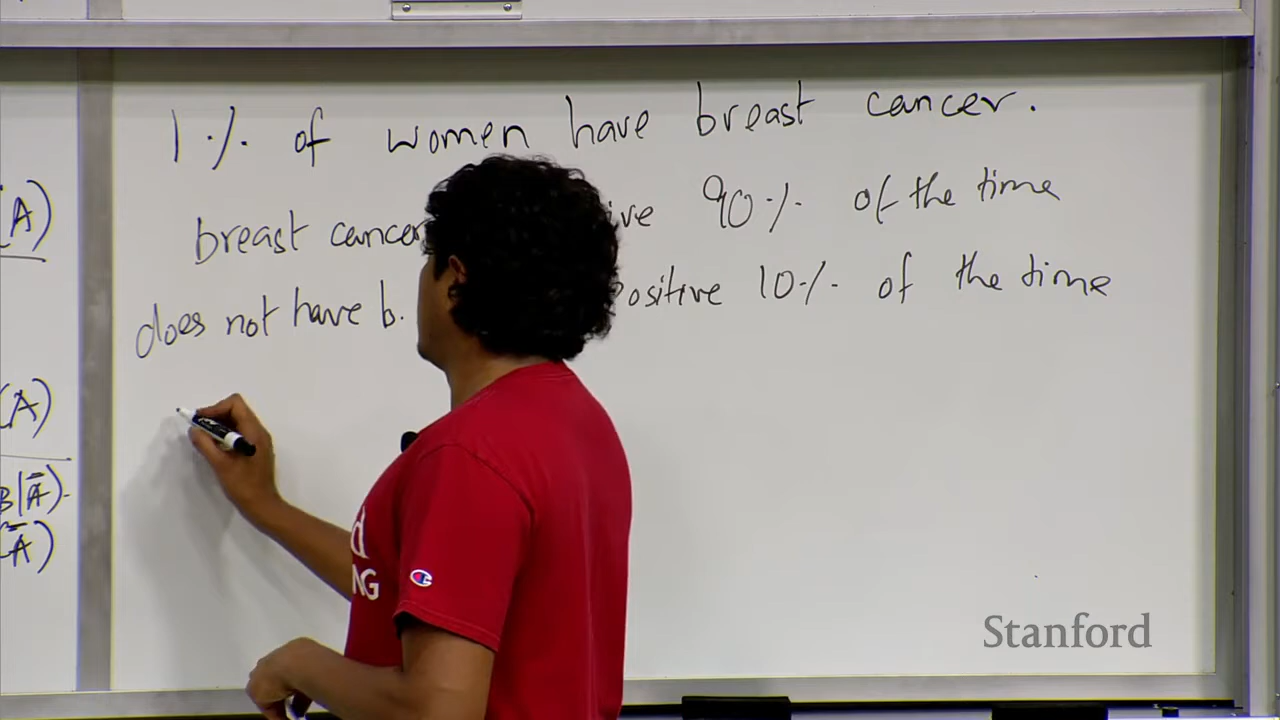 1% of women have breast cancer.
breast cancer ive 90% of the time
does not have b. ositive 10% of the time
(A)
(A)
B|Ā).
Ā)
d
NG
Stanford